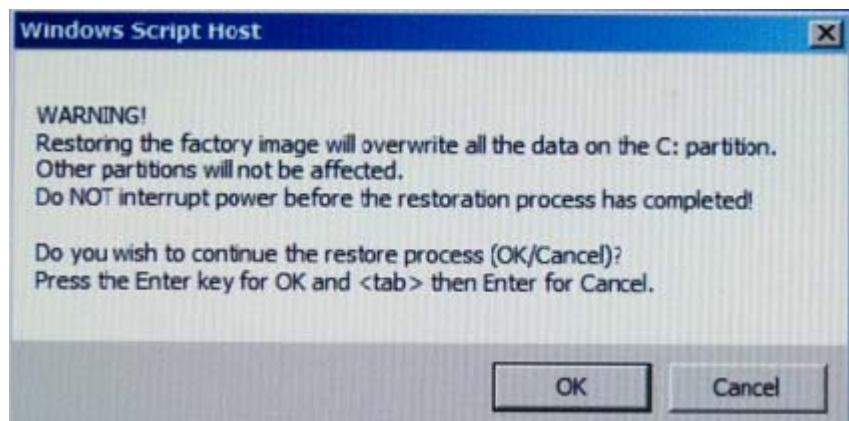 Windows Script Host
WARNING!
Restoring the factory image will overwrite all the data on the C: partition.
Other partitions will not be affected.
Do NOT interrupt power before the restoration process has completed!
Do you wish to continue the restore process (OK/Cancel)?
Press the Enter key for OK and <tab> then Enter for Cancel.
OK
Cancel